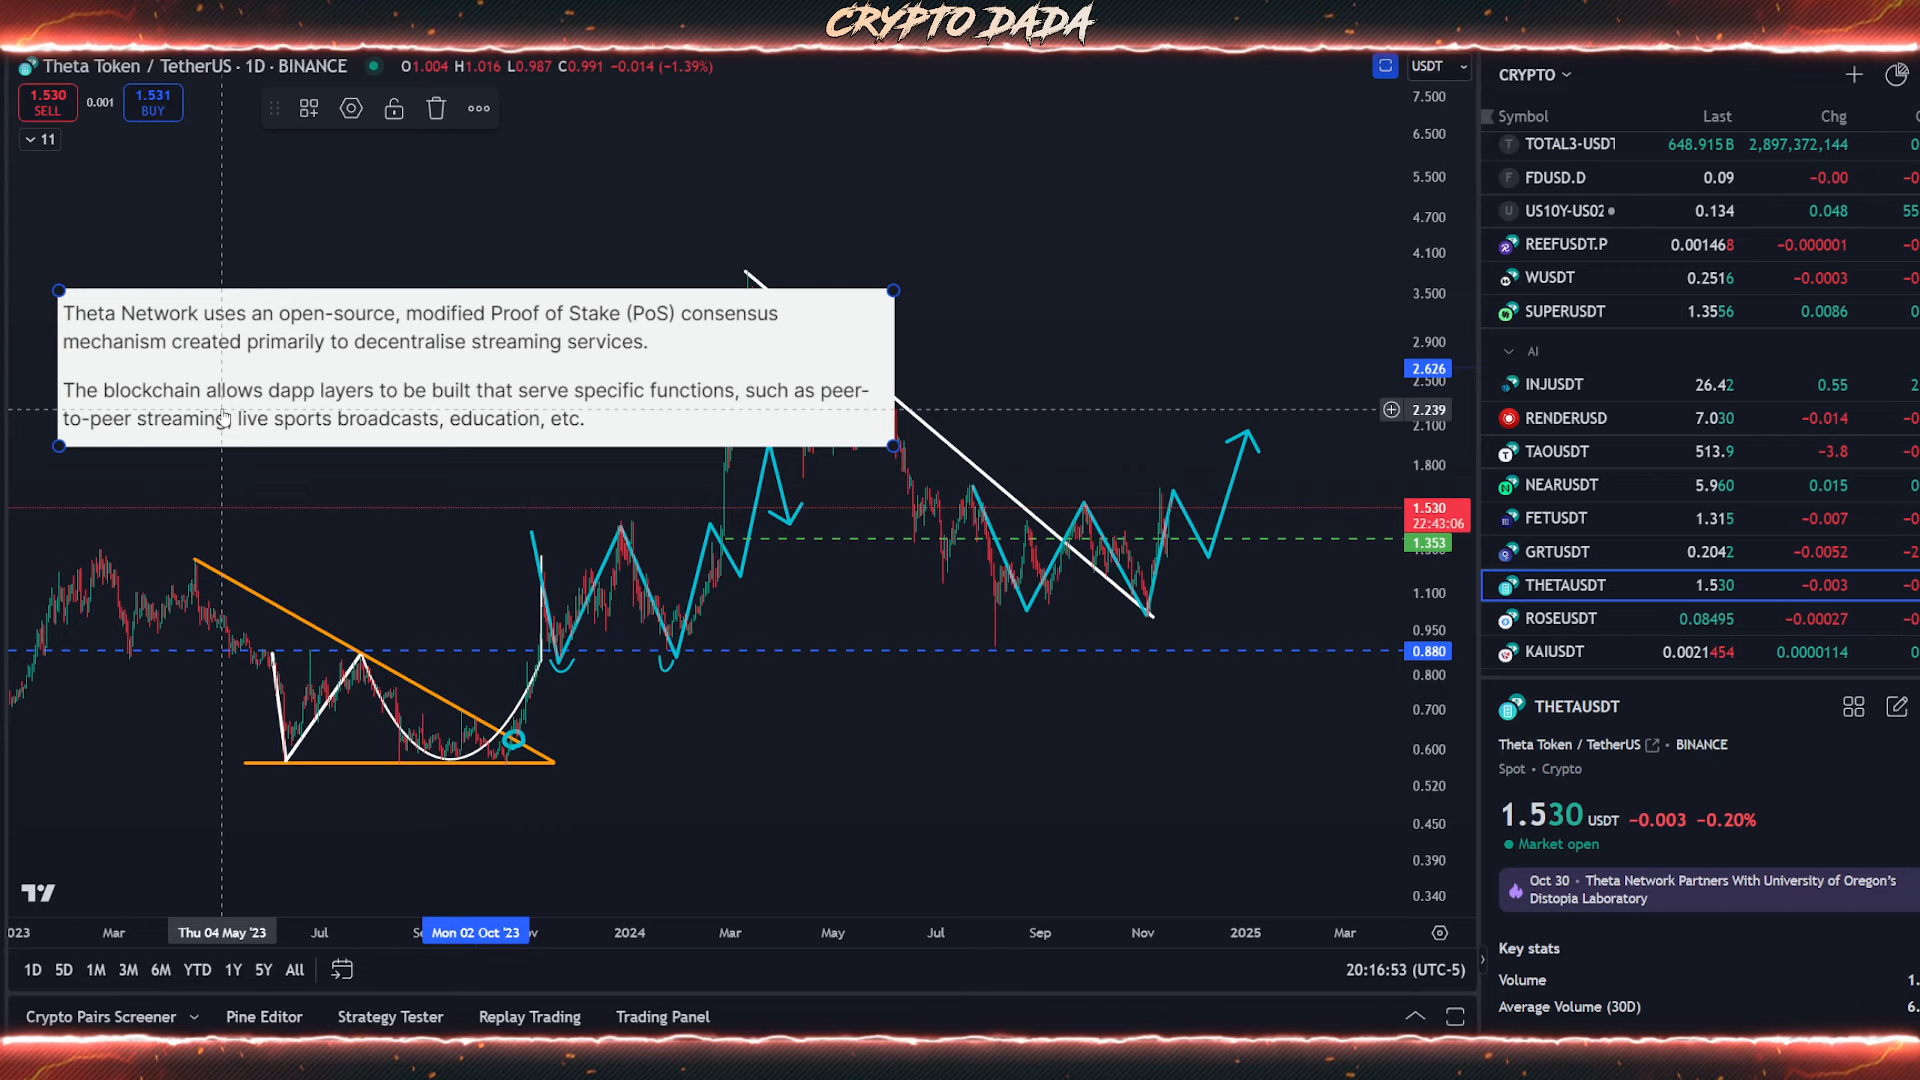 CRYPTO DADA
Theta Token / TetherUS · 1D · BINANCE O1.004 H1.016 L0.987 C0.991 −0.014 (−1.39%)
1.530 SELL 0.001 1.531 BUY
11
Theta Network uses an open-source, modified Proof of Stake (PoS) consensus
mechanism created primarily to decentralise streaming services.
The blockchain allows dapp layers to be built that serve specific functions, such as peer-
to-peer streaming, live sports broadcasts, education, etc.
USDT
7.500
6.500
5.500
4.700
4.100
3.500
2.900
2.626
2.500
2.239
2.100
1.800
1.530
22:43:06
1.353
1.100
0.950
0.880
0.800
0.700
0.600
0.520
0.450
0.390
0.340
023 Mar Thu 04 May '23 Jul Mon 02 Oct '23 2024 Mar May Jul Sep Nov 2025 Mar
1D 5D 1M 3M 6M YTD 1Y 5Y All 20:16:53 (UTC-5)
Crypto Pairs Screener Pine Editor Strategy Tester Replay Trading Trading Panel
CRYPTO
Symbol Last Chg
TOTAL3-USDT 648.915B 2,897,372,144
FDUSD.D 0.09 −0.00
US10Y-US02 0.134 0.048 55
REEFUSDT.P 0.001468 −0.000001
WUSDT 0.2516 −0.0003
SUPERUSDT 1.3556 0.0086
AI
INJUSDT 26.42 0.55 2
RENDERUSD 7.030 −0.014
TAOUSDT 513.9 −3.8
NEARUSDT 5.960 0.015
FETUSDT 1.315 −0.007
GRTUSDT 0.2042 −0.0052 −2
THETAUSDT 1.530 −0.003
ROSEUSDT 0.08495 −0.00027
KAIUSDT 0.0021454 0.0000114
THETAUSDT
Theta Token / TetherUS • BINANCE
Spot • Crypto
1.530 USDT −0.003 −0.20%
Market open
Oct 30 · Theta Network Partners With University of Oregon's
Distopia Laboratory
Key stats
Volume 1.
Average Volume (30D) 6.